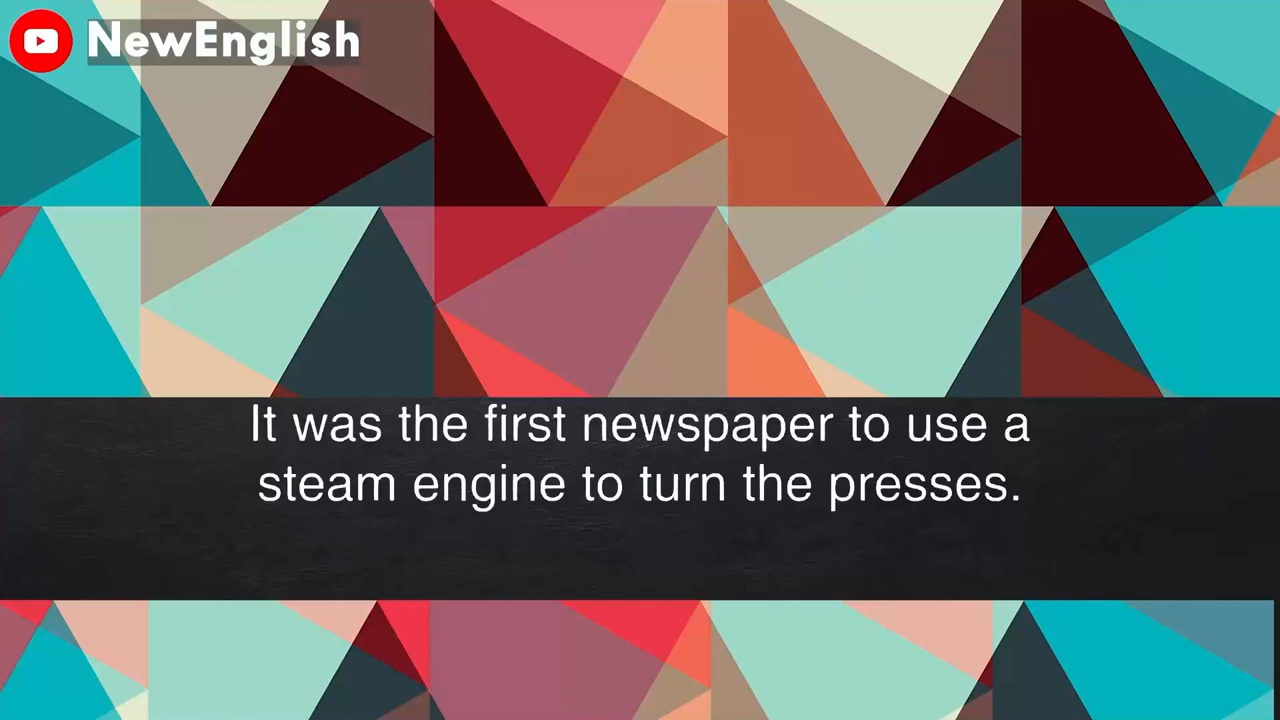 NewEnglish
It was the first newspaper to use a
steam engine to turn the presses.